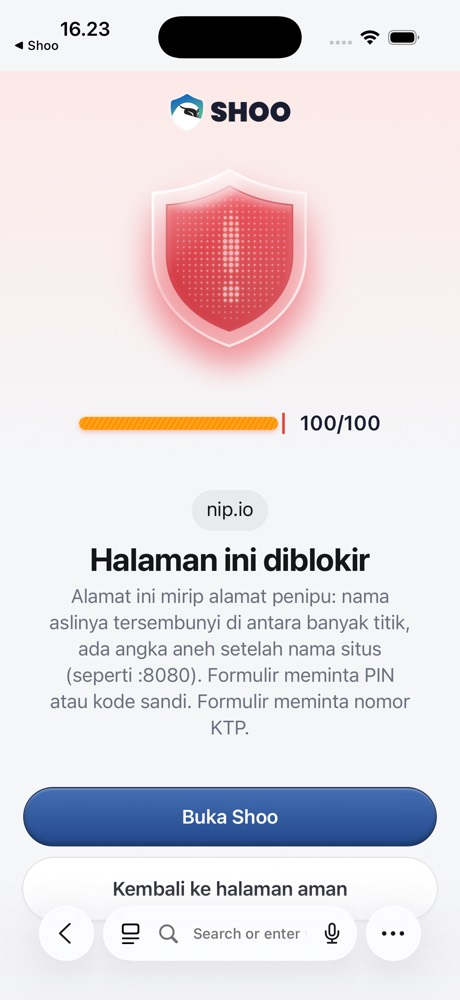 16.23
◀ Shoo
SHOO
100/100
nip.io
Halaman ini diblokir
Alamat ini mirip alamat penipu: nama
aslinya tersembunyi di antara banyak titik,
ada angka aneh setelah nama situs
(seperti :8080). Formulir meminta PIN
atau kode sandi. Formulir meminta nomor
KTP.
Buka Shoo
Kembali ke halaman aman
Search or enter